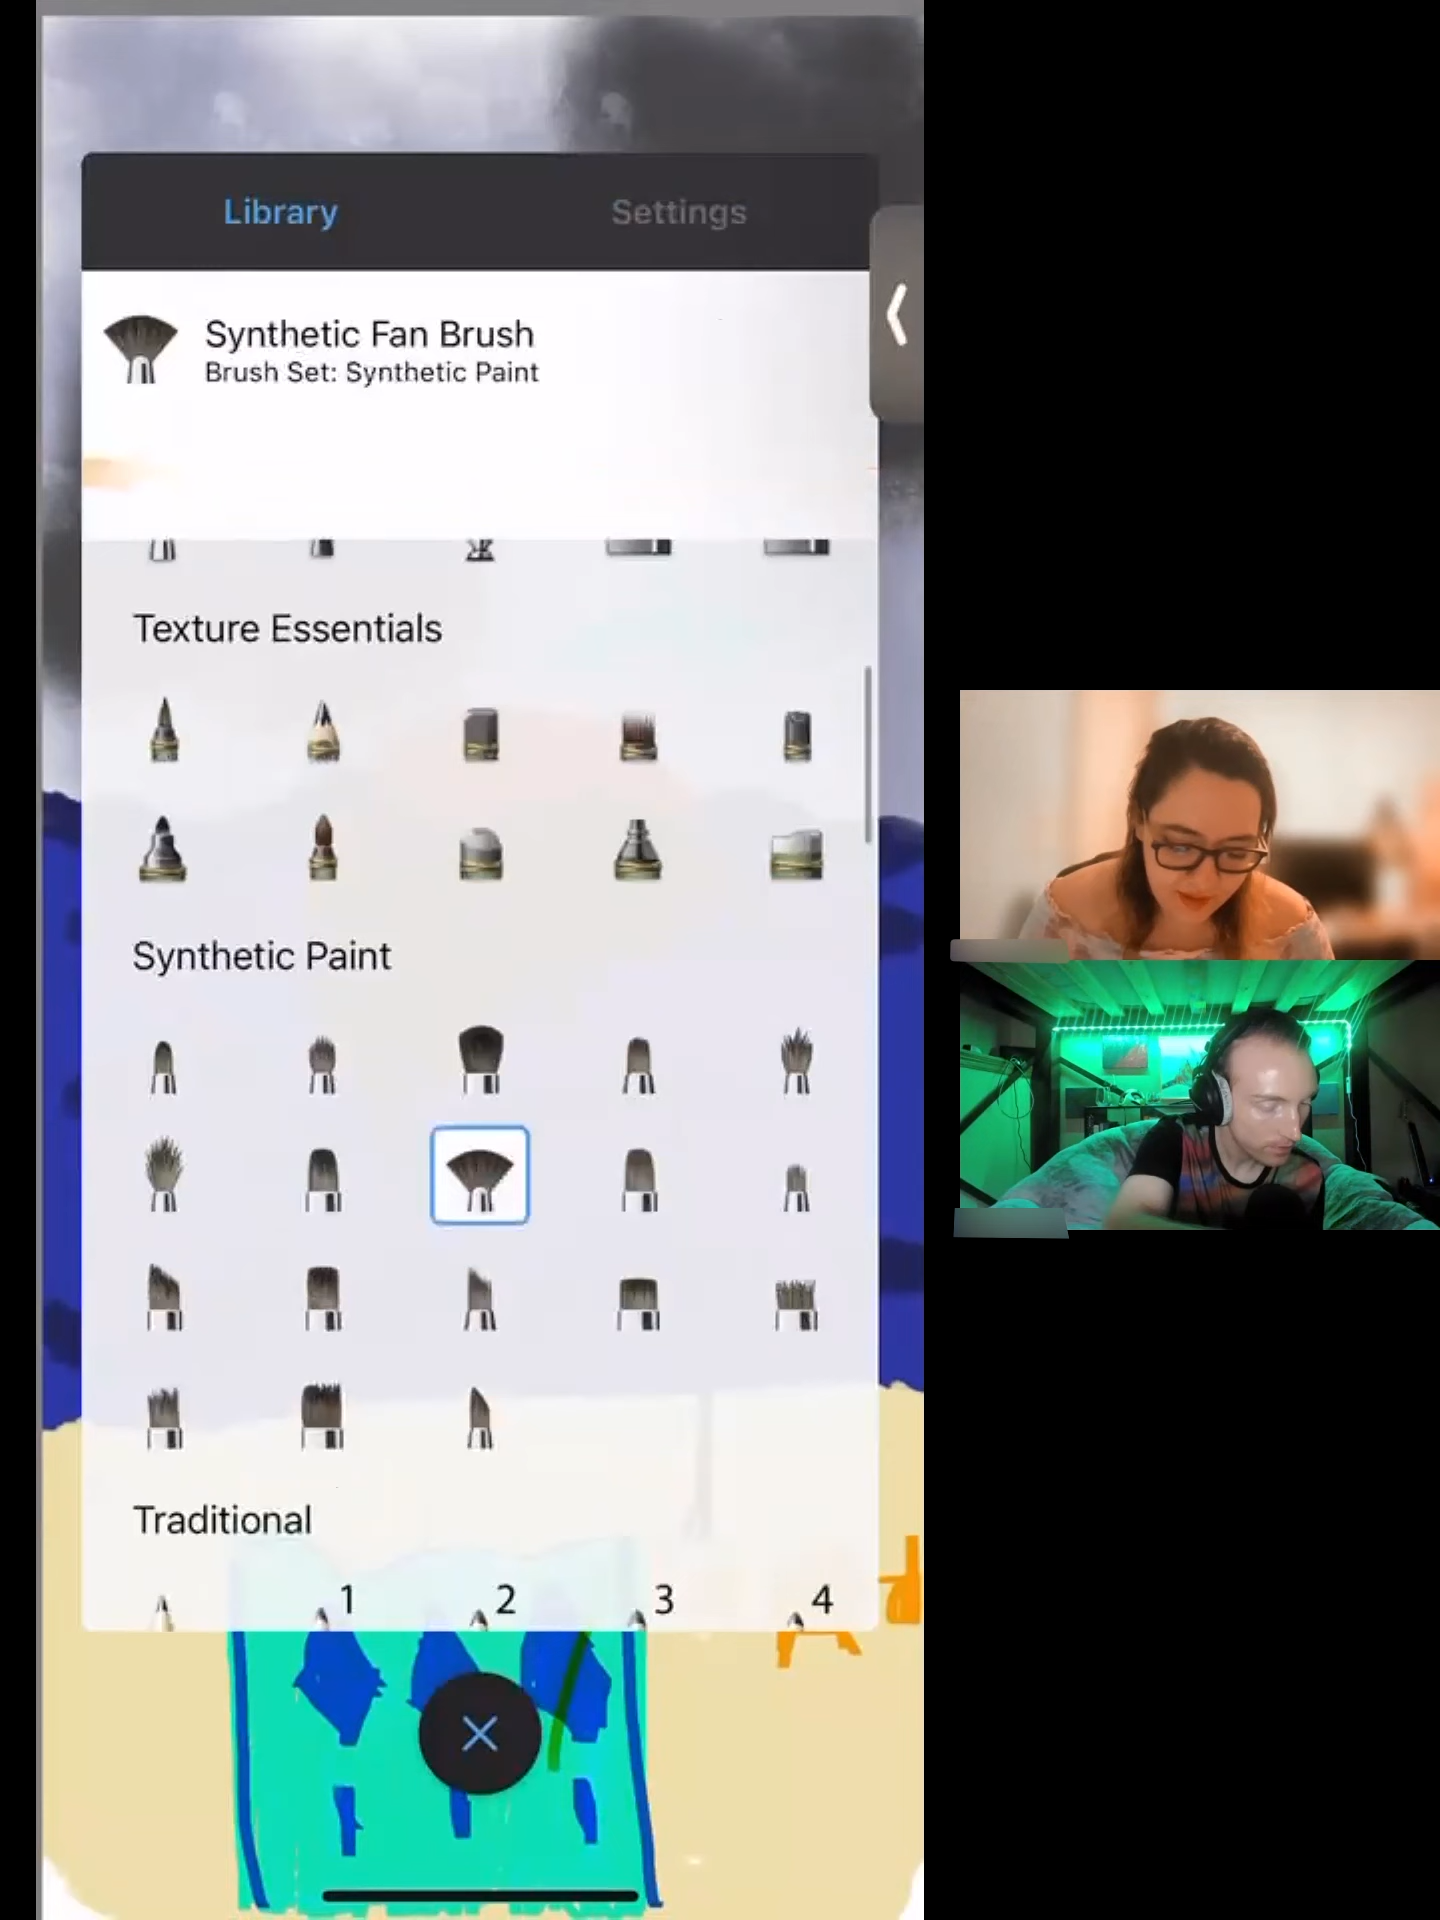 Library
Settings
Synthetic Fan Brush
Brush Set: Synthetic Paint
Texture Essentials
Synthetic Paint
Traditional
1
2
3
4